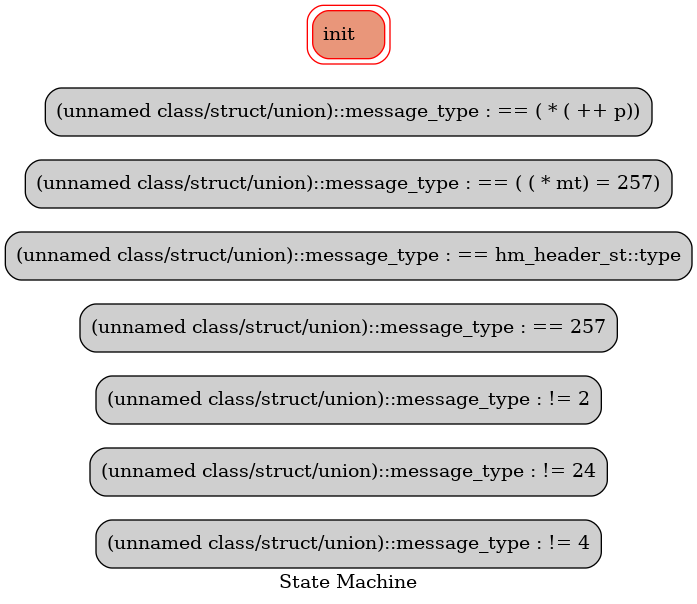 init
(unnamed class/struct/union)::message_type : == ( * ( ++ p))
(unnamed class/struct/union)::message_type : == ( ( * mt) = 257)
(unnamed class/struct/union)::message_type : == hm_header_st::type
(unnamed class/struct/union)::message_type : == 257
(unnamed class/struct/union)::message_type : != 2
(unnamed class/struct/union)::message_type : != 24
(unnamed class/struct/union)::message_type : != 4
State Machine